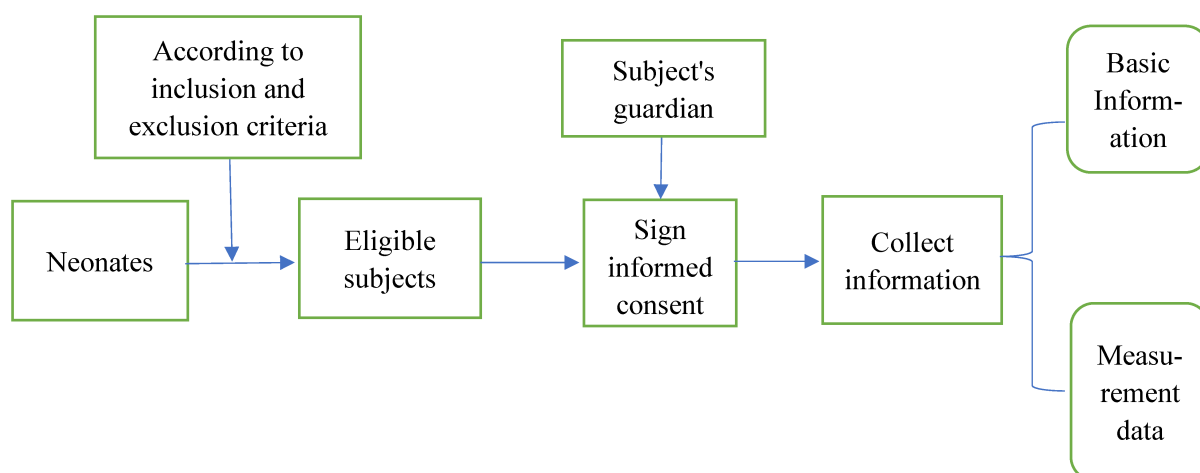 According to
inclusion and
exclusion criteria
Subject's
guardian
Basic
Inform-
ation
Neonates
Eligible
subjects
Sign
informed
consent
Collect
information
Measu-
rement
data